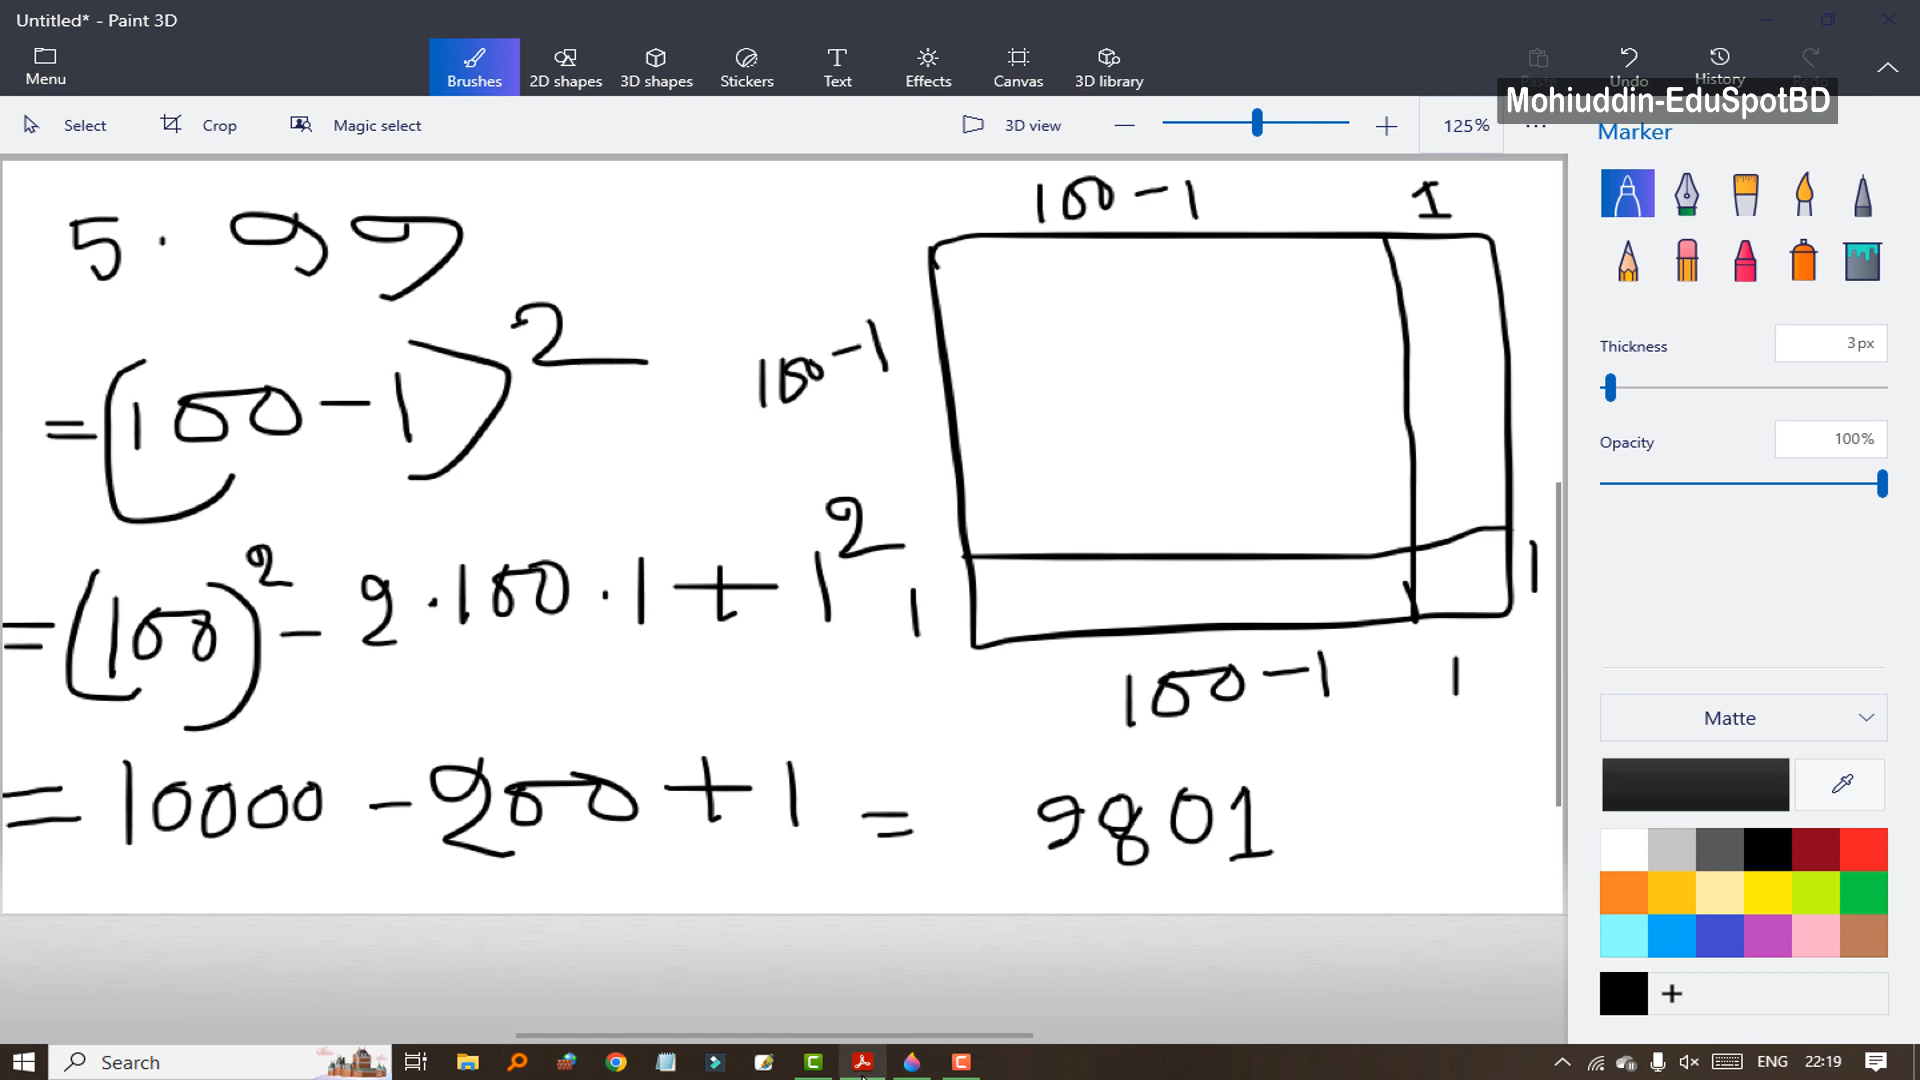 Untitled* - Paint 3D
Menu
Brushes
2D shapes
3D shapes
Stickers
Text
Effects
Canvas
3D library
Paste
Undo
History
Redo
Mohiuddin-EduSpotBD
Select
Crop
Magic select
3D view
125%
Marker
Thickness
3px
Opacity
100%
Matte
5. 99
= (100-1)²
= (100)² - 2.100.1 + 1²
= 10000 - 200 + 1 = 9801
100-1
1
100-1
1
1
100-1
1
Search
ENG
22:19